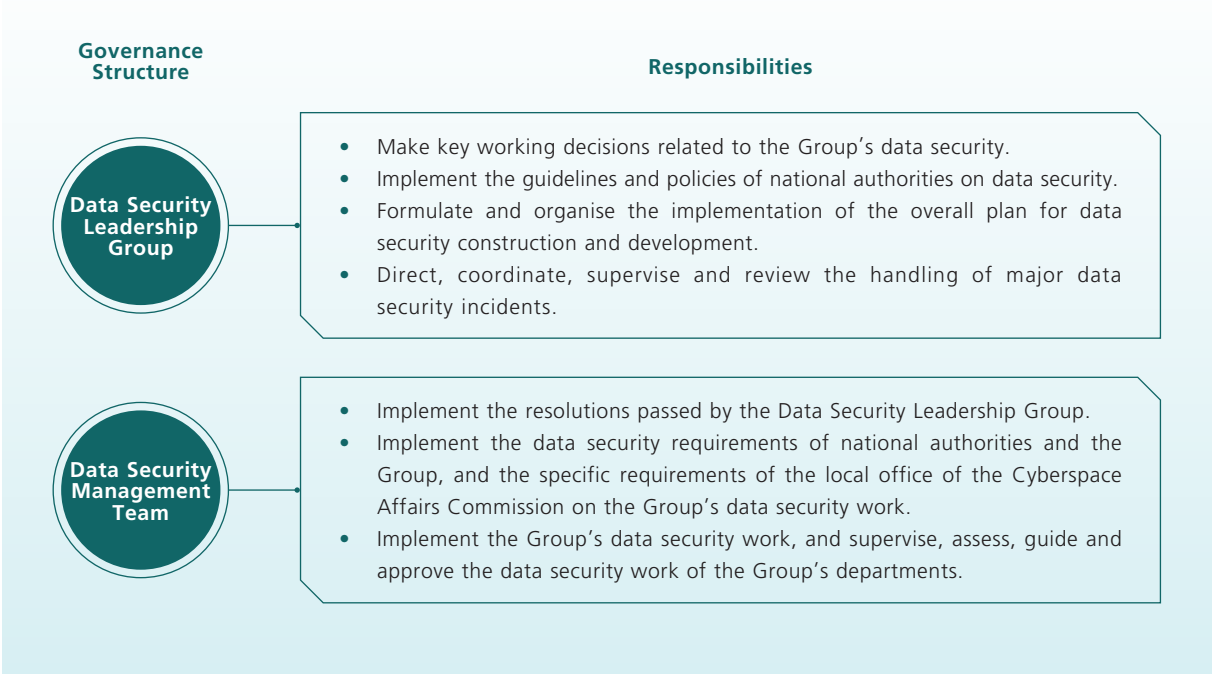 Governance
Structure
Responsibilities
Data Security
Leadership
Group
• Make key working decisions related to the Group’s data security.
• Implement the guidelines and policies of national authorities on data security.
• Formulate and organise the implementation of the overall plan for data
security construction and development.
• Direct, coordinate, supervise and review the handling of major data
security incidents.
Data Security
Management
Team
• Implement the resolutions passed by the Data Security Leadership Group.
• Implement the data security requirements of national authorities and the
Group, and the specific requirements of the local office of the Cyberspace
Affairs Commission on the Group’s data security work.
• Implement the Group’s data security work, and supervise, assess, guide and
approve the data security work of the Group’s departments.